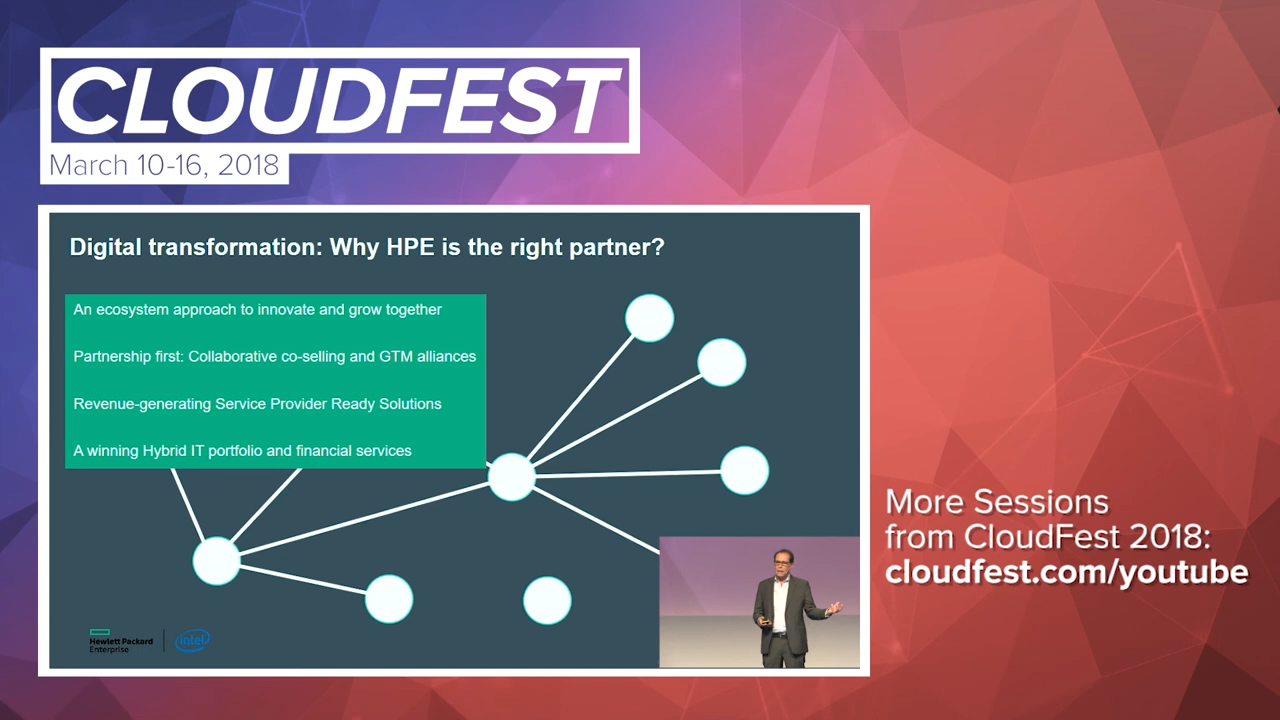 CLOUDFEST
March 10-16, 2018
Digital transformation: Why HPE is the right partner?
An ecosystem approach to innovate and grow together
Partnership first: Collaborative co-selling and GTM alliances
Revenue-generating Service Provider Ready Solutions
A winning Hybrid IT portfolio and financial services
Hewlett Packard
Enterprise
intel
More Sessions
from CloudFest 2018:
cloudfest.com/youtube